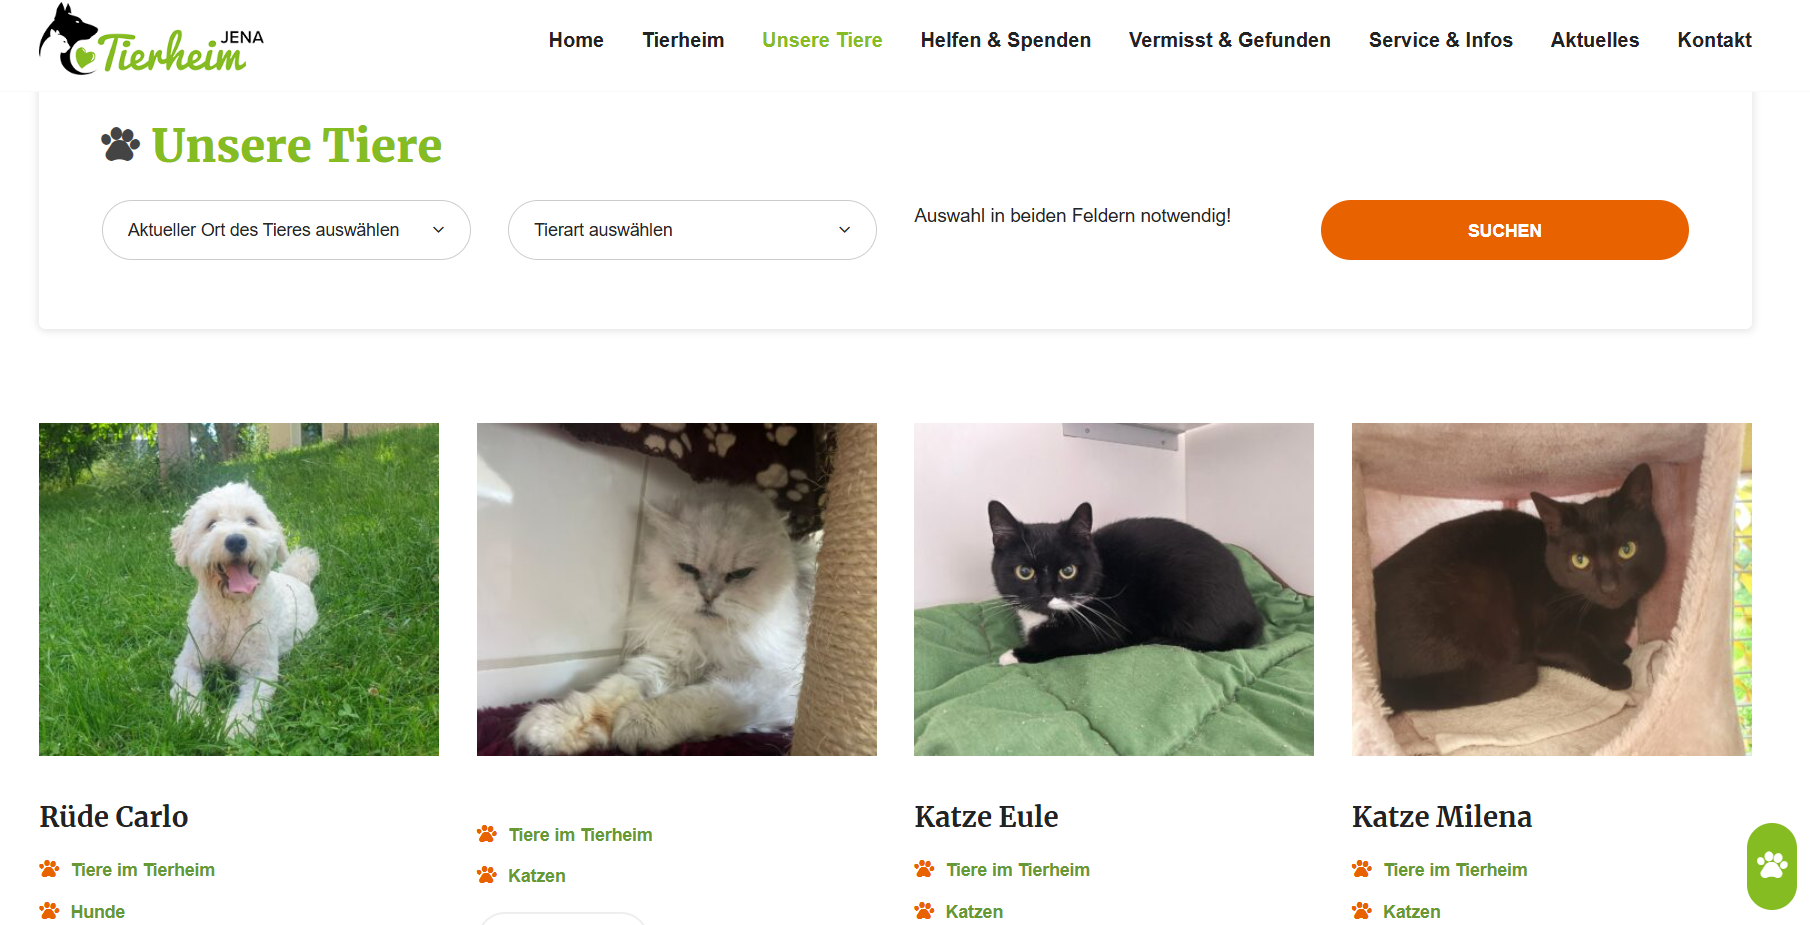 Tierheim JENA
Home Tierheim Unsere Tiere Helfen & Spenden Vermisst & Gefunden Service & Infos Aktuelles Kontakt
Unsere Tiere
Aktueller Ort des Tieres auswählen
Tierart auswählen
Auswahl in beiden Feldern notwendig!
SUCHEN
Rüde Carlo
Tiere im Tierheim
Hunde
Tiere im Tierheim
Katzen
Katze Eule
Tiere im Tierheim
Katzen
Katze Milena
Tiere im Tierheim
Katzen